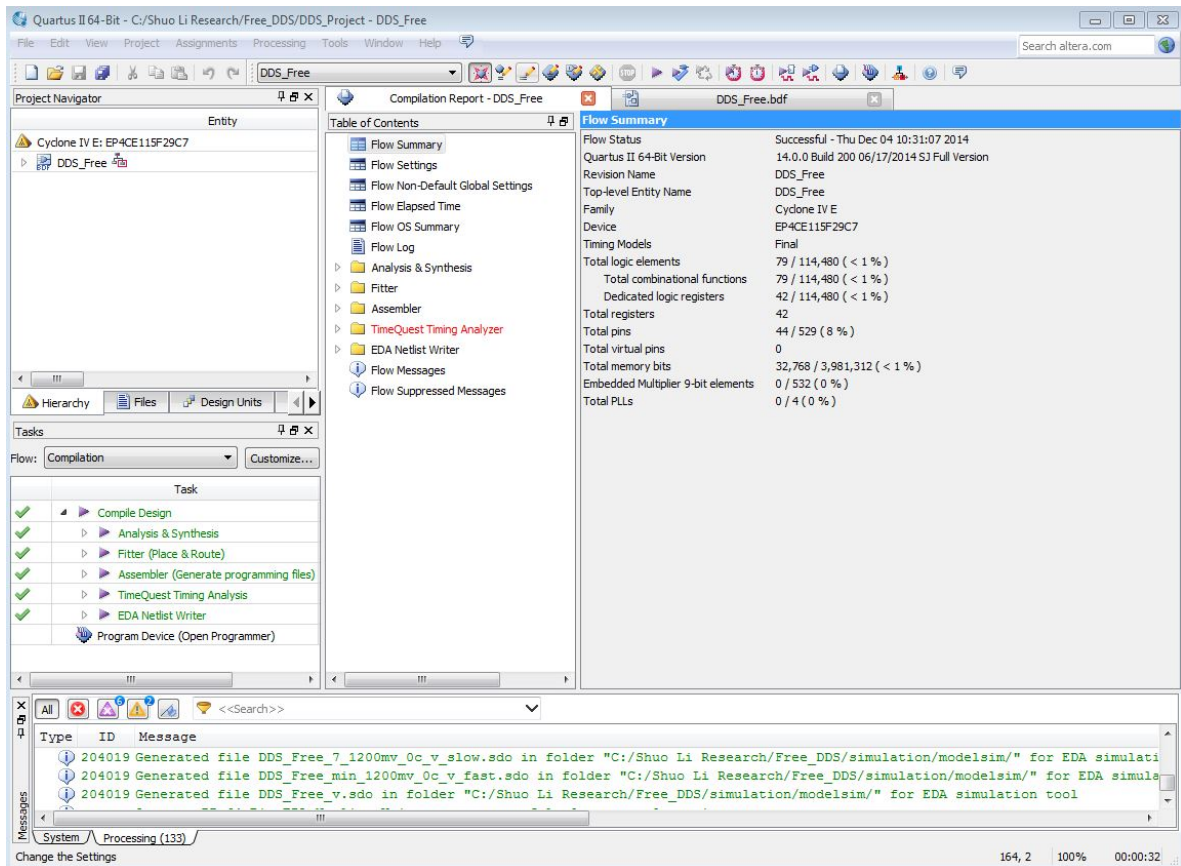 Quartus II 64-Bit - C:/Shuo Li Research/Free_DDS/DDS_Project - DDS_Free
File Edit View Project Assignments Processing Tools Window Help
Search altera.com
DDS_Free
STOP
Project Navigator
Entity
Cyclone IV E: EP4CE115F29C7
DDS_Free
Hierarchy Files Design Units
Tasks
Flow: Compilation Customize...
Task
Compile Design
Analysis & Synthesis
Fitter (Place & Route)
Assembler (Generate programming files)
TimeQuest Timing Analysis
EDA Netlist Writer
Program Device (Open Programmer)
Compilation Report - DDS_Free
DDS_Free.bdf
Table of Contents
Flow Summary
Flow Settings
Flow Non-Default Global Settings
Flow Elapsed Time
Flow OS Summary
Flow Log
Analysis & Synthesis
Fitter
Assembler
TimeQuest Timing Analyzer
EDA Netlist Writer
Flow Messages
Flow Suppressed Messages
Flow Summary
Flow Status Successful - Thu Dec 04 10:31:07 2014
Quartus II 64-Bit Version 14.0.0 Build 200 06/17/2014 SJ Full Version
Revision Name DDS_Free
Top-level Entity Name DDS_Free
Family Cyclone IV E
Device EP4CE115F29C7
Timing Models Final
Total logic elements 79 / 114,480 ( < 1 % )
Total combinational functions 79 / 114,480 ( < 1 % )
Dedicated logic registers 42 / 114,480 ( < 1 % )
Total registers 42
Total pins 44 / 529 ( 8 % )
Total virtual pins 0
Total memory bits 32,768 / 3,981,312 ( < 1 % )
Embedded Multiplier 9-bit elements 0 / 532 ( 0 % )
Total PLLs 0 / 4 ( 0 % )
All 6 2 <<Search>>
Type ID Message
204019 Generated file DDS_Free_7_1200mv_0c_v_slow.sdo in folder "C:/Shuo Li Research/Free_DDS/simulation/modelsim/" for EDA simulati
204019 Generated file DDS_Free_min_1200mv_0c_v_fast.sdo in folder "C:/Shuo Li Research/Free_DDS/simulation/modelsim/" for EDA simula
204019 Generated file DDS_Free_v.sdo in folder "C:/Shuo Li Research/Free_DDS/simulation/modelsim/" for EDA simulation tool
Messages
System Processing (133)
Change the Settings 164, 2 100% 00:00:32